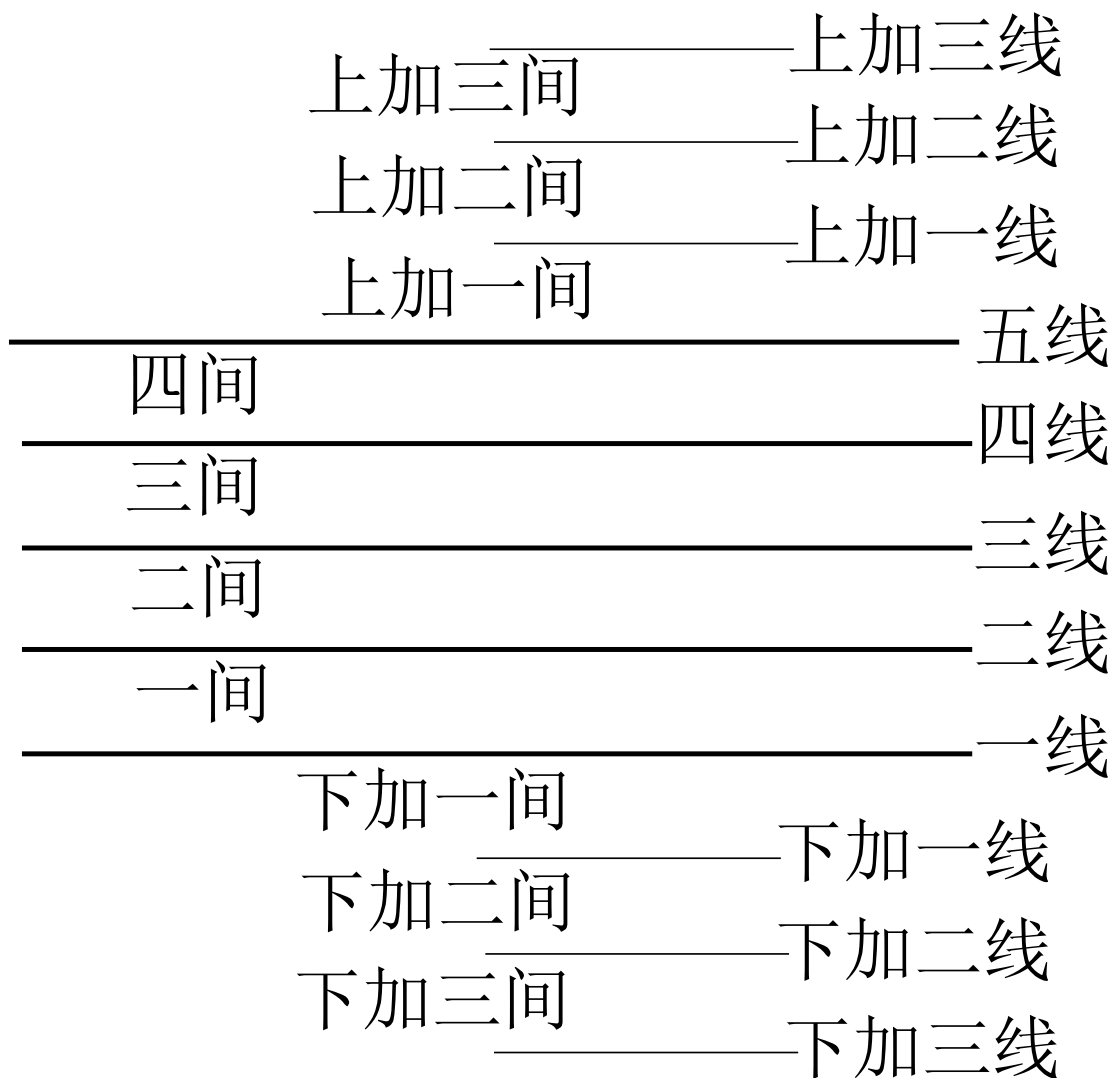 上加三线
上加三间
上加二线
上加二间
上加一线
上加一间
五线
四间
四线
三间
三线
二间
二线
一间
一线
下加一间
下加一线
下加二间
下加二线
下加三间
下加三线